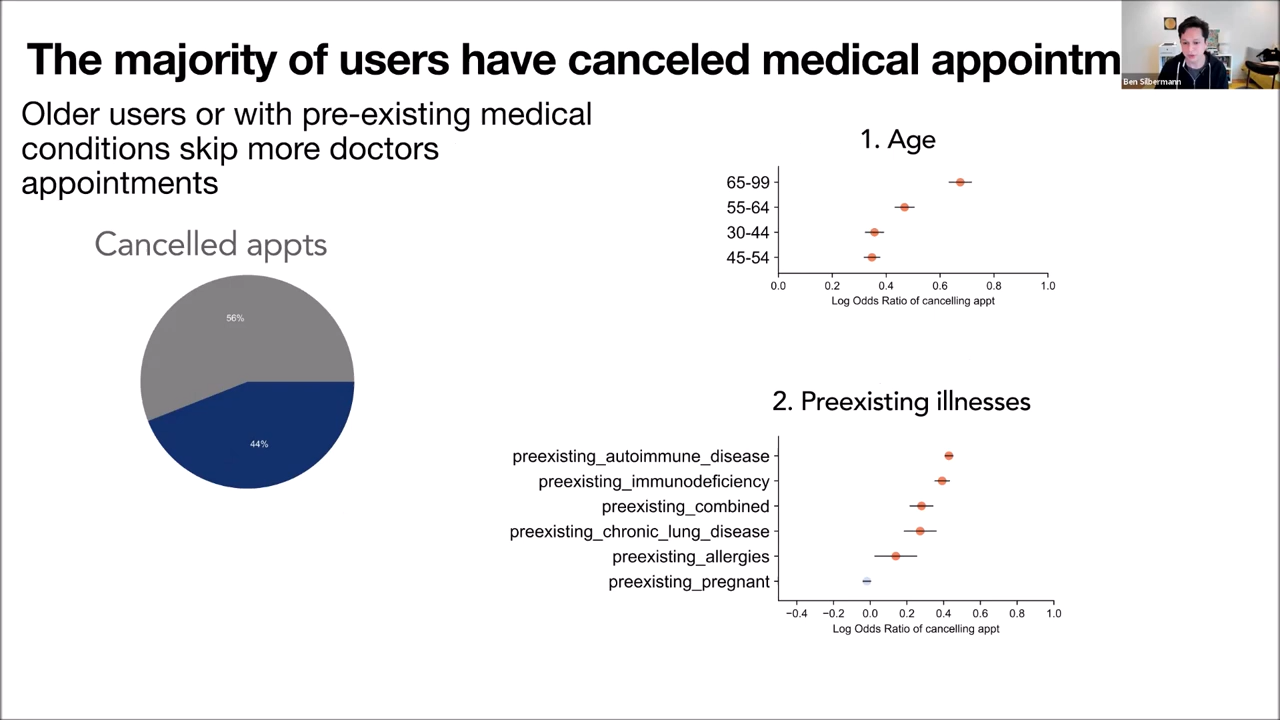 The majority of users have canceled medical appointm
Ben Silbermann
Older users or with pre-existing medical
conditions skip more doctors
appointments
Cancelled appts
56%
44%
1. Age
65-99
55-64
30-44
45-54
0.0 0.2 0.4 0.6 0.8 1.0
Log Odds Ratio of cancelling appt
2. Preexisting illnesses
preexisting_autoimmune_disease
preexisting_immunodeficiency
preexisting_combined
preexisting_chronic_lung_disease
preexisting_allergies
preexisting_pregnant
−0.4 −0.2 0.0 0.2 0.4 0.6 0.8 1.0
Log Odds Ratio of cancelling appt